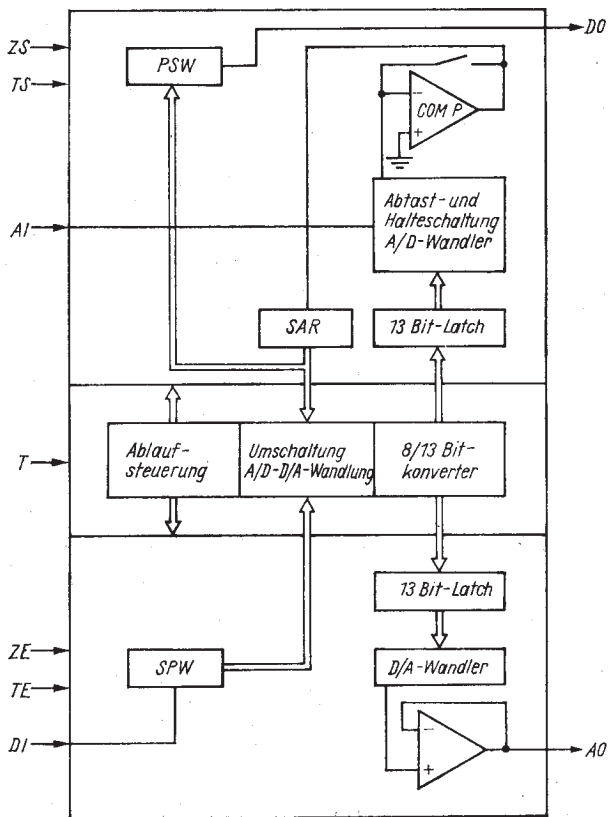 ZS
TS
PSW
DO
COMP
-
+
AI
Abtast- und
Halteschaltung
A/D-Wandler
SAR
13 Bit-Latch
T
Ablauf-
steuerung
Umschaltung
A/D-D/A-Wandlung
8/13 Bit-
konverter
13 Bit-Latch
ZE
TE
DI
SPW
D/A-Wandler
-
+
AO